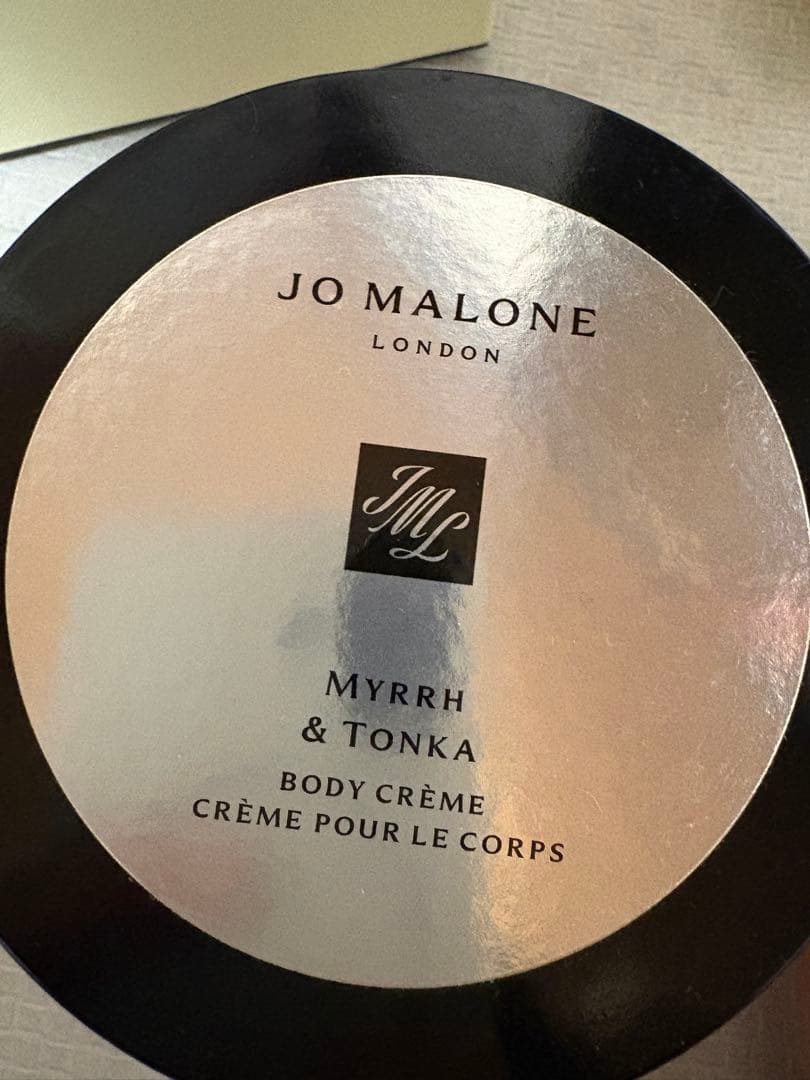 JO MALONE
LONDON
JML
MYRRH
& TONKA
BODY CRÈME
CRÈME POUR LE CORPS